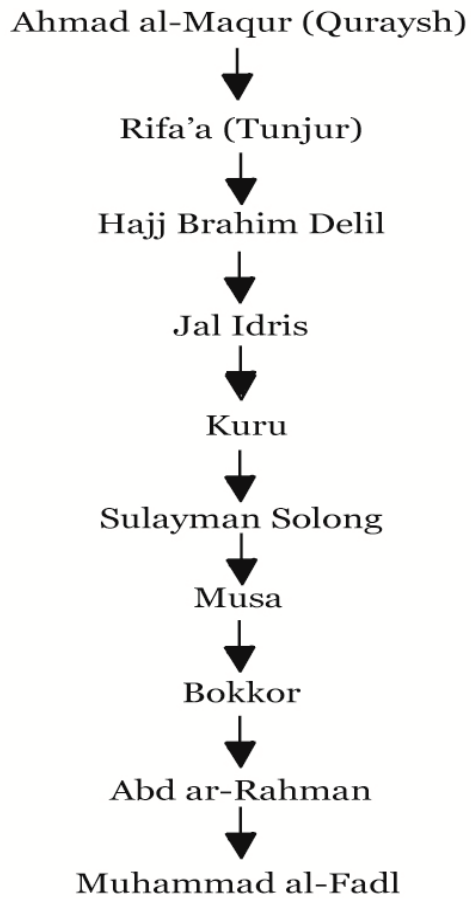 Ahmad al-Maqur (Quraysh)
Rifa’a (Tunjur)
Hajj Brahim Delil
Jal Idris
Kuru
Sulayman Solong
Musa
Bokkor
Abd ar-Rahman
Muhammad al-Fadl